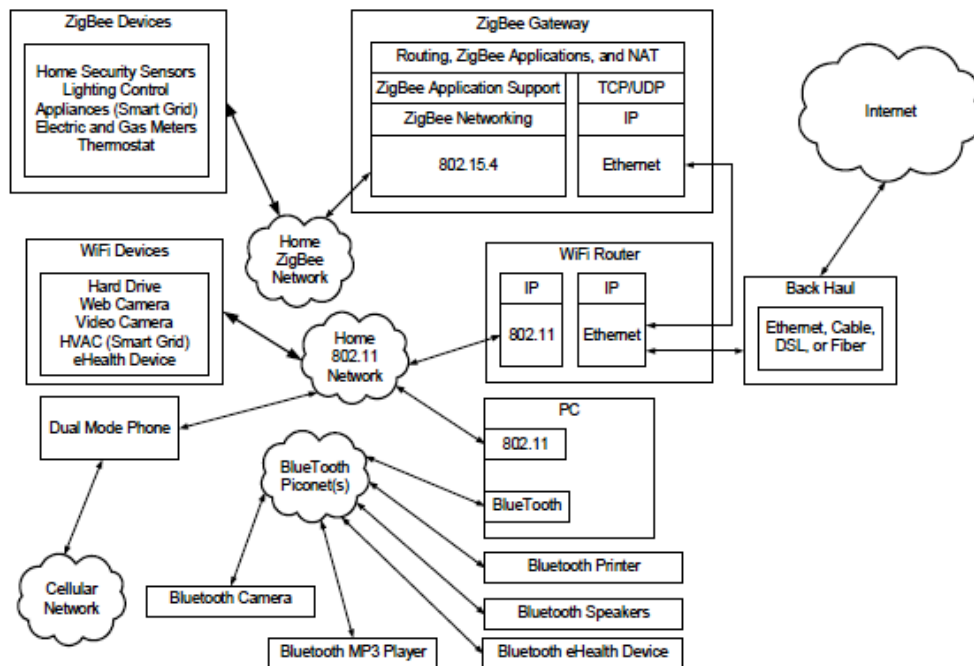 ZigBee Devices
Home Security Sensors
Lighting Control
Appliances (Smart Grid)
Electric and Gas Meters
Thermostat
ZigBee Gateway
Routing, ZigBee Applications, and NAT
ZigBee Application Support
TCP/UDP
ZigBee Networking
IP
802.15.4
Ethernet
Internet
Home
ZigBee
Network
WiFi Devices
Hard Drive
Web Camera
Video Camera
HVAC (Smart Grid)
eHealth Device
Home
802.11
Network
WiFi Router
IP
IP
802.11
Ethernet
Back Haul
Ethernet, Cable,
DSL, or Fiber
Dual Mode Phone
PC
802.11
BlueTooth
BlueTooth
Piconet(s)
Cellular
Network
Bluetooth Camera
Bluetooth MP3 Player
Bluetooth Printer
Bluetooth Speakers
Bluetooth eHealth Device